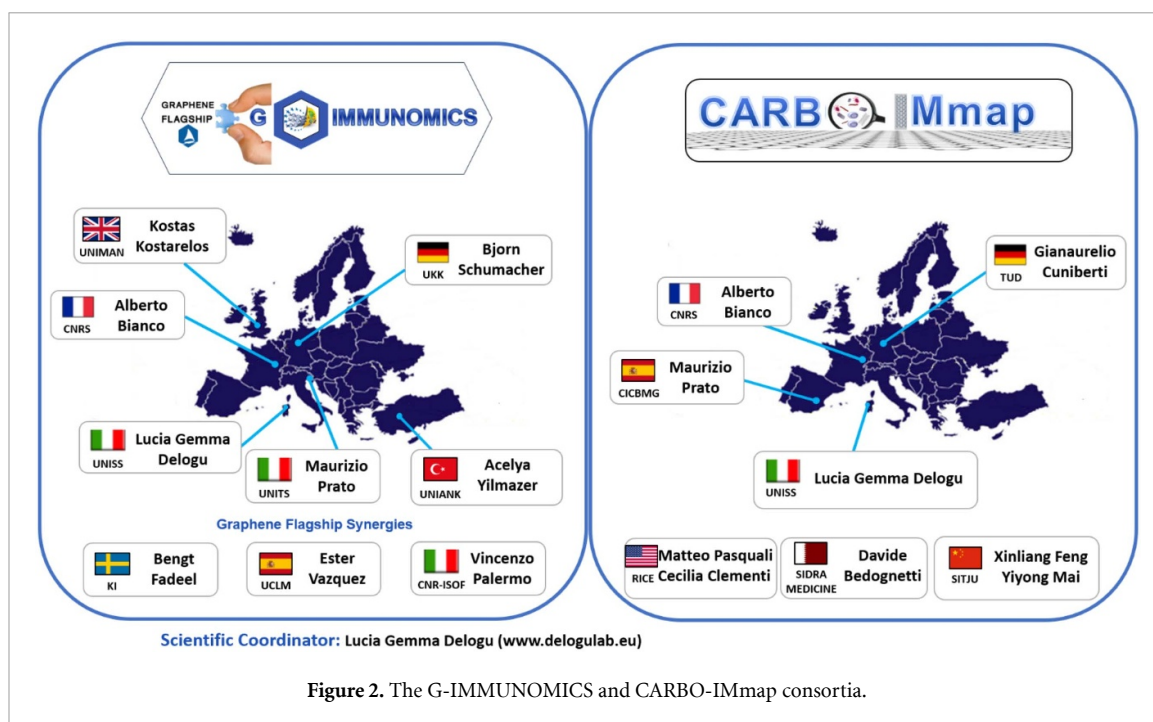 GRAPHENE
FLAGSHIP
G IMMUNOMICS
UNIMAN
Kostas
Kostarelos
UKK
Bjorn
Schumacher
CNRS
Alberto
Bianco
UNISS
Lucia Gemma
Delogu
UNITS
Maurizio
Prato
UNIANK
Acelya
Yilmazer
Graphene Flagship Synergies
KI
Bengt
Fadeel
UCLM
Ester
Vazquez
CNR-ISOF
Vincenzo
Palermo
CARBO IMmap
TUD
Gianaurelio
Cuniberti
CNRS
Alberto
Bianco
CICBMG
Maurizio
Prato
UNISS
Lucia Gemma Delogu
RICE
Matteo Pasquali
Cecilia Clementi
SIDRA
MEDICINE
Davide
Bedognetti
SITJU
Xinliang Feng
Yiyong Mai
Scientific Coordinator: Lucia Gemma Delogu (www.delogulab.eu)
Figure 2. The G-IMMUNOMICS and CARBO-IMmap consortia.